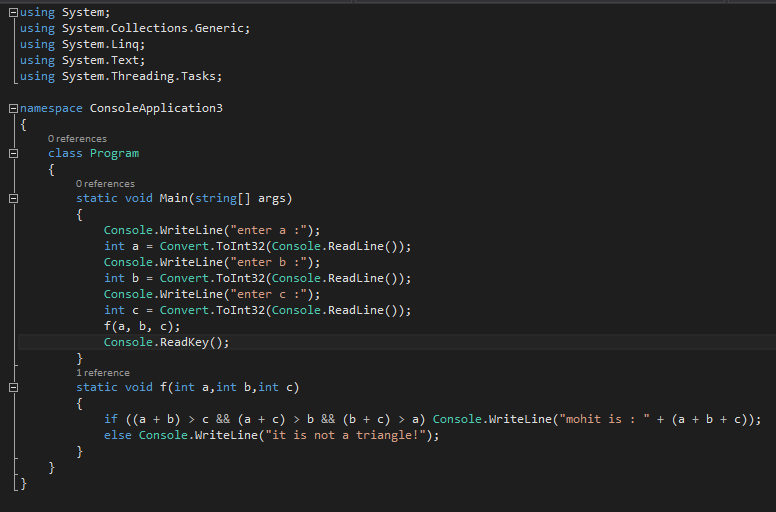 using System;
using System.Collections.Generic;
using System.Linq;
using System.Text;
using System.Threading.Tasks;
namespace ConsoleApplication3
{
0 references
class Program
{
0 references
static void Main(string[] args)
{
Console.WriteLine("enter a :");
int a = Convert.ToInt32(Console.ReadLine());
Console.WriteLine("enter b :");
int b = Convert.ToInt32(Console.ReadLine());
Console.WriteLine("enter c :");
int c = Convert.ToInt32(Console.ReadLine());
f(a, b, c);
Console.ReadKey();
}
1 reference
static void f(int a,int b,int c)
{
if ((a + b) > c && (a + c) > b && (b + c) > a) Console.WriteLine("mohit is : " + (a + b + c));
else Console.WriteLine("it is not a triangle!");
}
}
}